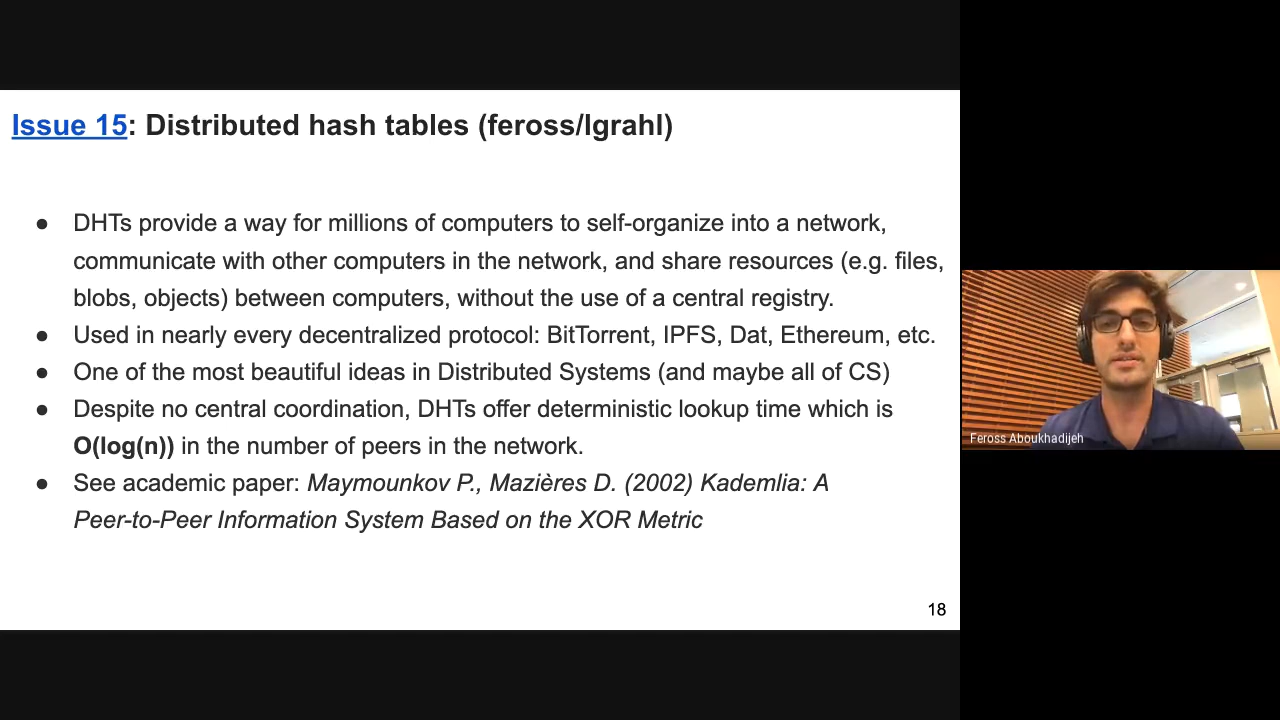 Issue 15: Distributed hash tables (feross/lgrahl)
● DHTs provide a way for millions of computers to self-organize into a network,
communicate with other computers in the network, and share resources (e.g. files,
blobs, objects) between computers, without the use of a central registry.
● Used in nearly every decentralized protocol: BitTorrent, IPFS, Dat, Ethereum, etc.
● One of the most beautiful ideas in Distributed Systems (and maybe all of CS)
● Despite no central coordination, DHTs offer deterministic lookup time which is
O(log(n)) in the number of peers in the network.
● See academic paper: Maymounkov P., Mazières D. (2002) Kademlia: A
Peer-to-Peer Information System Based on the XOR Metric
18
Feross Aboukhadijeh